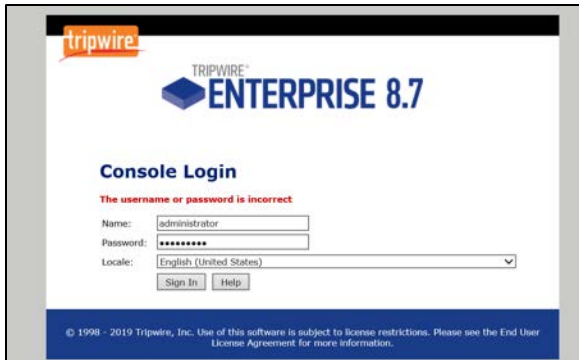 tripwire
TRIPWIRE®
ENTERPRISE 8.7
Console Login
The username or password is incorrect
Name: administrator
Password: •••••••••
Locale: English (United States)
Sign In Help
© 1998 - 2019 Tripwire, Inc. Use of this software is subject to license restrictions. Please see the End User
License Agreement for more information.